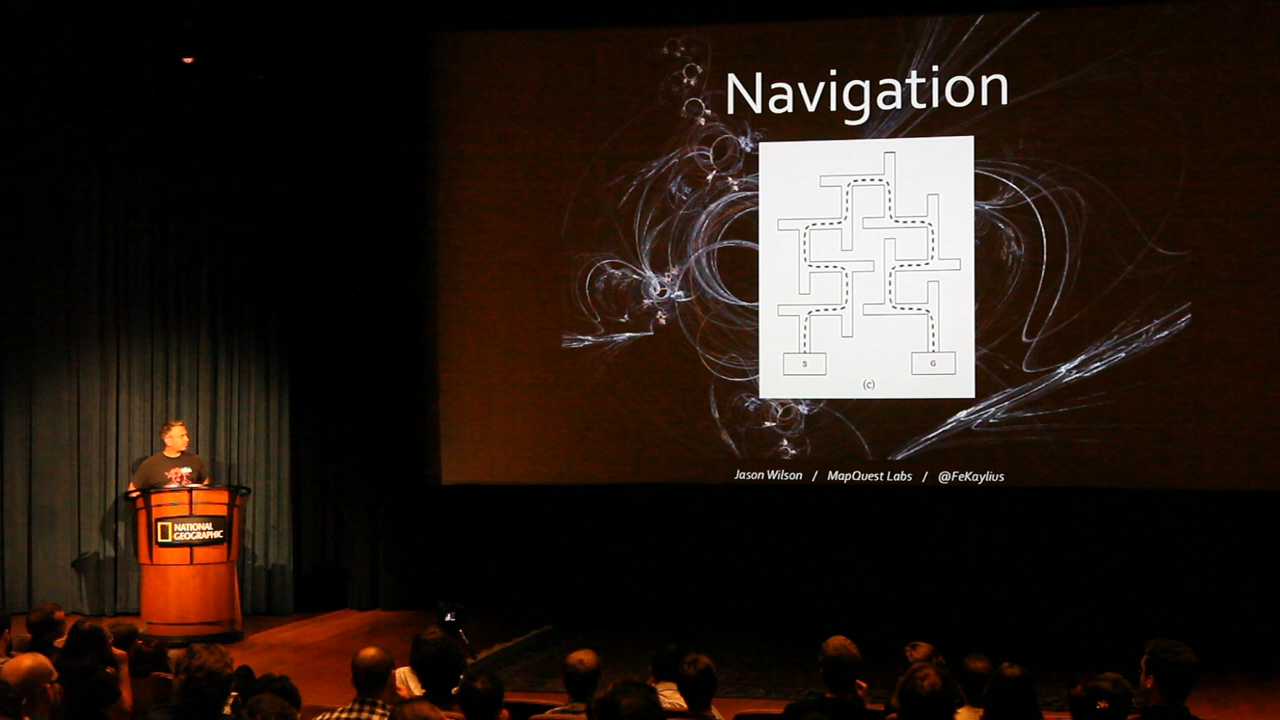 Navigation
S
G
(c)
Jason Wilson / MapQuest Labs / @FeKaylius
NATIONAL
GEOGRAPHIC